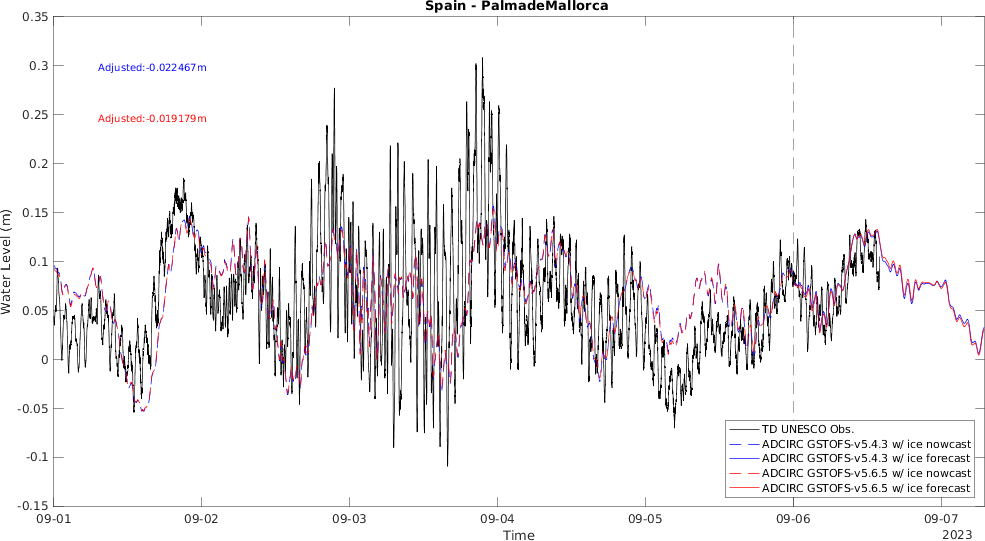 Spain - PalmadeMallorca
0.35
0.3
0.25
0.2
0.15
0.1
0.05
0
-0.05
-0.1
-0.15
Water Level (m)
Adjusted:-0.022467m
Adjusted:-0.019179m
TD UNESCO Obs.
ADCIRC GSTOFS-v5.4.3 w/ ice nowcast
ADCIRC GSTOFS-v5.4.3 w/ ice forecast
ADCIRC GSTOFS-v5.6.5 w/ ice nowcast
ADCIRC GSTOFS-v5.6.5 w/ ice forecast
09-01 09-02 09-03 09-04 09-05 09-06 09-07
Time
2023